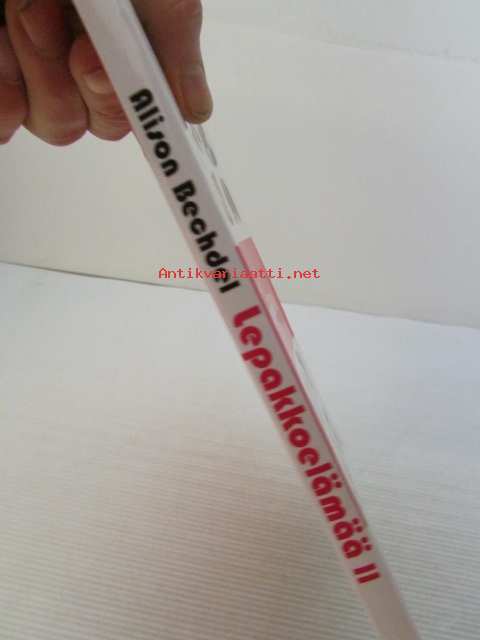 Alison Bechdel Lepakkoelämää II
Antikvariaatti.net